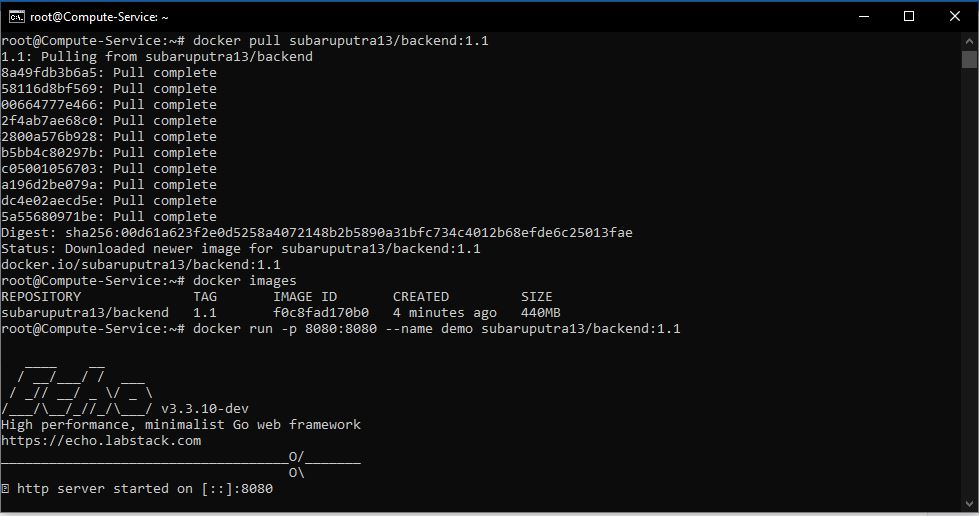 root@Compute-Service: ~
root@Compute-Service:~# docker pull subaruputra13/backend:1.1
1.1: Pulling from subaruputra13/backend
8a49fdb3b6a5: Pull complete
58116d8bf569: Pull complete
00664777e466: Pull complete
2f4ab7ae68c0: Pull complete
2800a576b928: Pull complete
b5bb4c80297b: Pull complete
c05001056703: Pull complete
a196d2be079a: Pull complete
dc4e02aecd5e: Pull complete
5a55680971be: Pull complete
Digest: sha256:00d61a623f2e0d5258a4072148b2b5890a31bfc734c4012b68efde6c25013fae
Status: Downloaded newer image for subaruputra13/backend:1.1
docker.io/subaruputra13/backend:1.1
root@Compute-Service:~# docker images
REPOSITORY              TAG       IMAGE ID       CREATED         SIZE
subaruputra13/backend   1.1       f0c8fad170b0   4 minutes ago   440MB
root@Compute-Service:~# docker run -p 8080:8080 --name demo subaruputra13/backend:1.1
   ____    __
  / __/___/ /  ___
 / _// __/ _ \/ _ \
/___/\__/_//_/\___/ v3.3.10-dev
High performance, minimalist Go web framework
https://echo.labstack.com
____________________________________O/_______
                                    O\
⍰ http server started on [::]:8080